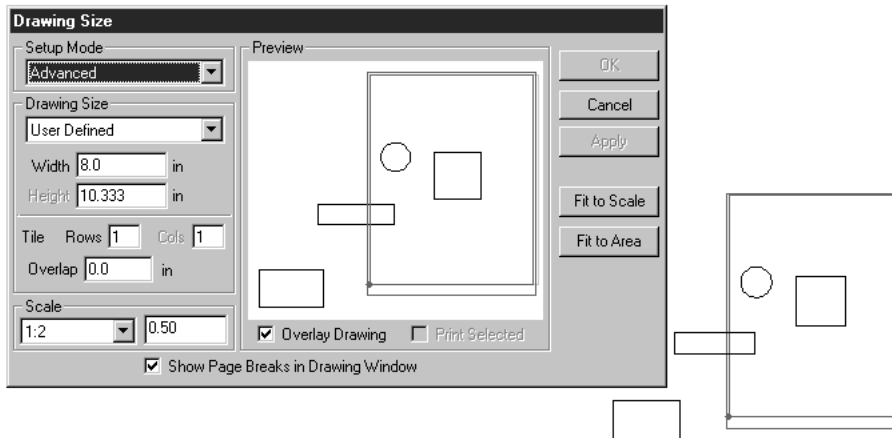 Drawing Size
Setup Mode
Advanced
Drawing Size
User Defined
Width 8.0 in
Height 10.333 in
Tile Rows 1 Cols 1
Overlap 0.0 in
Scale
1:2 0.50
Preview
Overlay Drawing Print Selected
Show Page Breaks in Drawing Window
OK
Cancel
Apply
Fit to Scale
Fit to Area